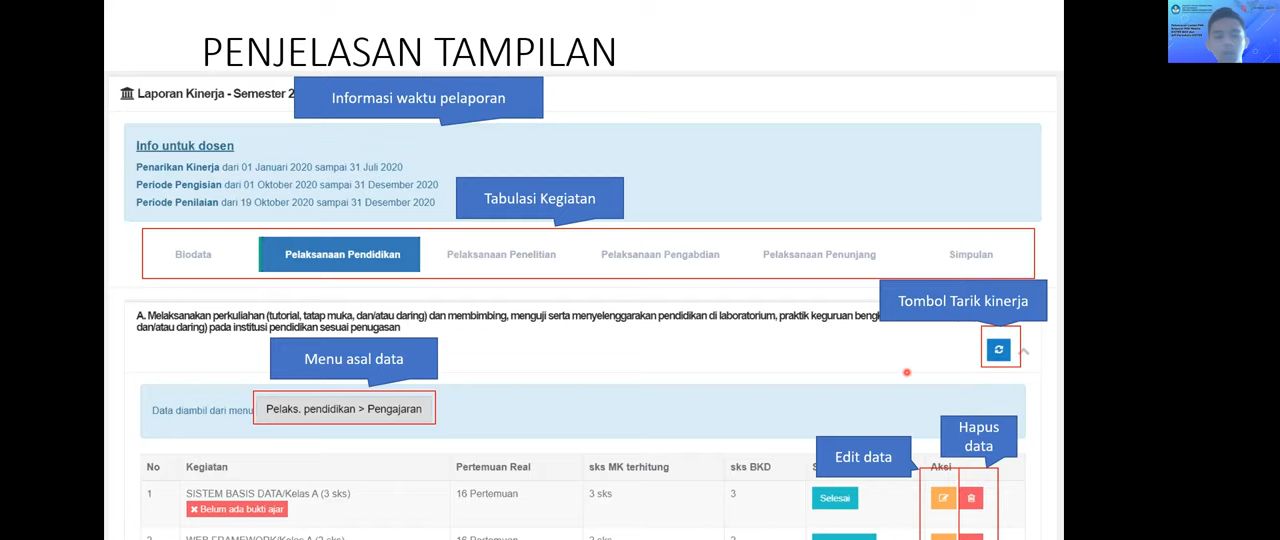 PENJELASAN TAMPILAN
Laporan Kinerja - Semester 2
Informasi waktu pelaporan
Info untuk dosen
Penarikan Kinerja dari 01 Januari 2020 sampai 31 Juli 2020
Periode Pengisian dari 01 Oktober 2020 sampai 31 Desember 2020
Periode Penilaian dari 19 Oktober 2020 sampai 31 Desember 2020
Tabulasi Kegiatan
Biodata Pelaksanaan Pendidikan Pelaksanaan Penelitian Pelaksanaan Pengabdian Pelaksanaan Penunjang Simpulan
Tombol Tarik kinerja
A. Melaksanakan perkuliahan (tutorial, tatap muka, dan/atau daring) dan membimbing, menguji serta menyelenggarakan pendidikan di laboratorium, praktik keguruan
dan/atau daring) pada institusi pendidikan sesuai penugasan
Menu asal data
Data diambil dari menu Pelaks. pendidikan > Pengajaran
Edit data
Hapus
data
No Kegiatan Pertemuan Real sks MK terhitung sks BKD Aksi
1 SISTEM BASIS DATA/Kelas A (3 sks) 16 Pertemuan 3 sks 3 Selesai
Belum ada bukti ajar